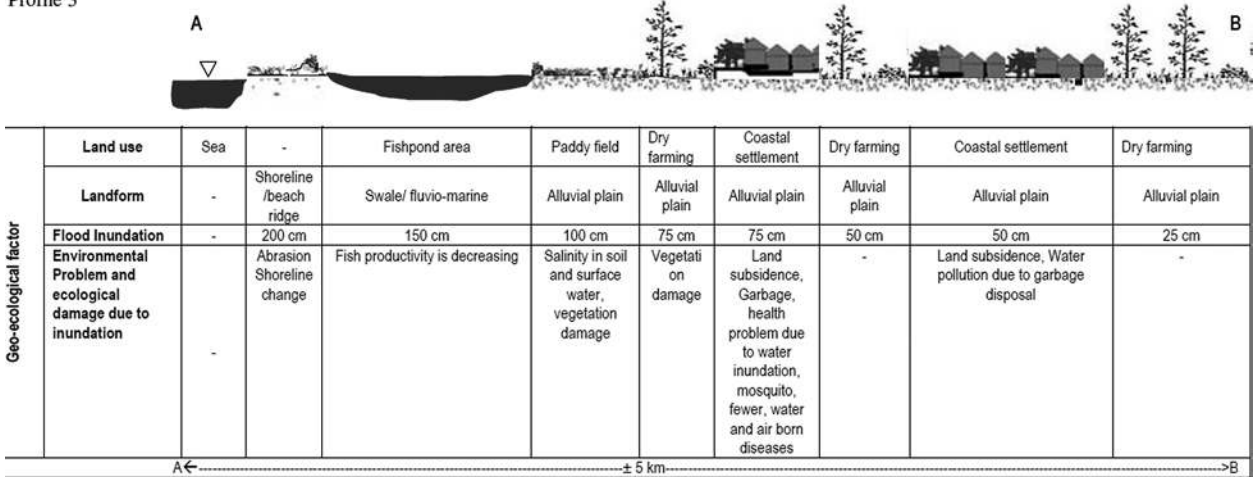 Profile 3
A
B
Land use
Sea
-
Fishpond area
Paddy field
Dry
farming
Coastal
settlement
Dry farming
Coastal settlement
Dry farming
Landform
-
Shoreline
/beach
ridge
Swale/ fluvio-marine
Alluvial plain
Alluvial
plain
Alluvial plain
Alluvial
plain
Alluvial plain
Alluvial plain
Flood Inundation
-
200 cm
150 cm
100 cm
75 cm
75 cm
50 cm
50 cm
25 cm
Geo-ecological factor
Environmental
Problem and
ecological
damage due to
inundation
-
Abrasion
Shoreline
change
Fish productivity is decreasing
Salinity in soil
and surface
water,
vegetation
damage
Vegetati
on
damage
Land
subsidence,
Garbage,
health
problem due
to water
inundation,
mosquito,
fewer, water
and air born
diseases
-
Land subsidence, Water
pollution due to garbage
disposal
-
A←--------------------------------------± 5 km--------------------------------------->B